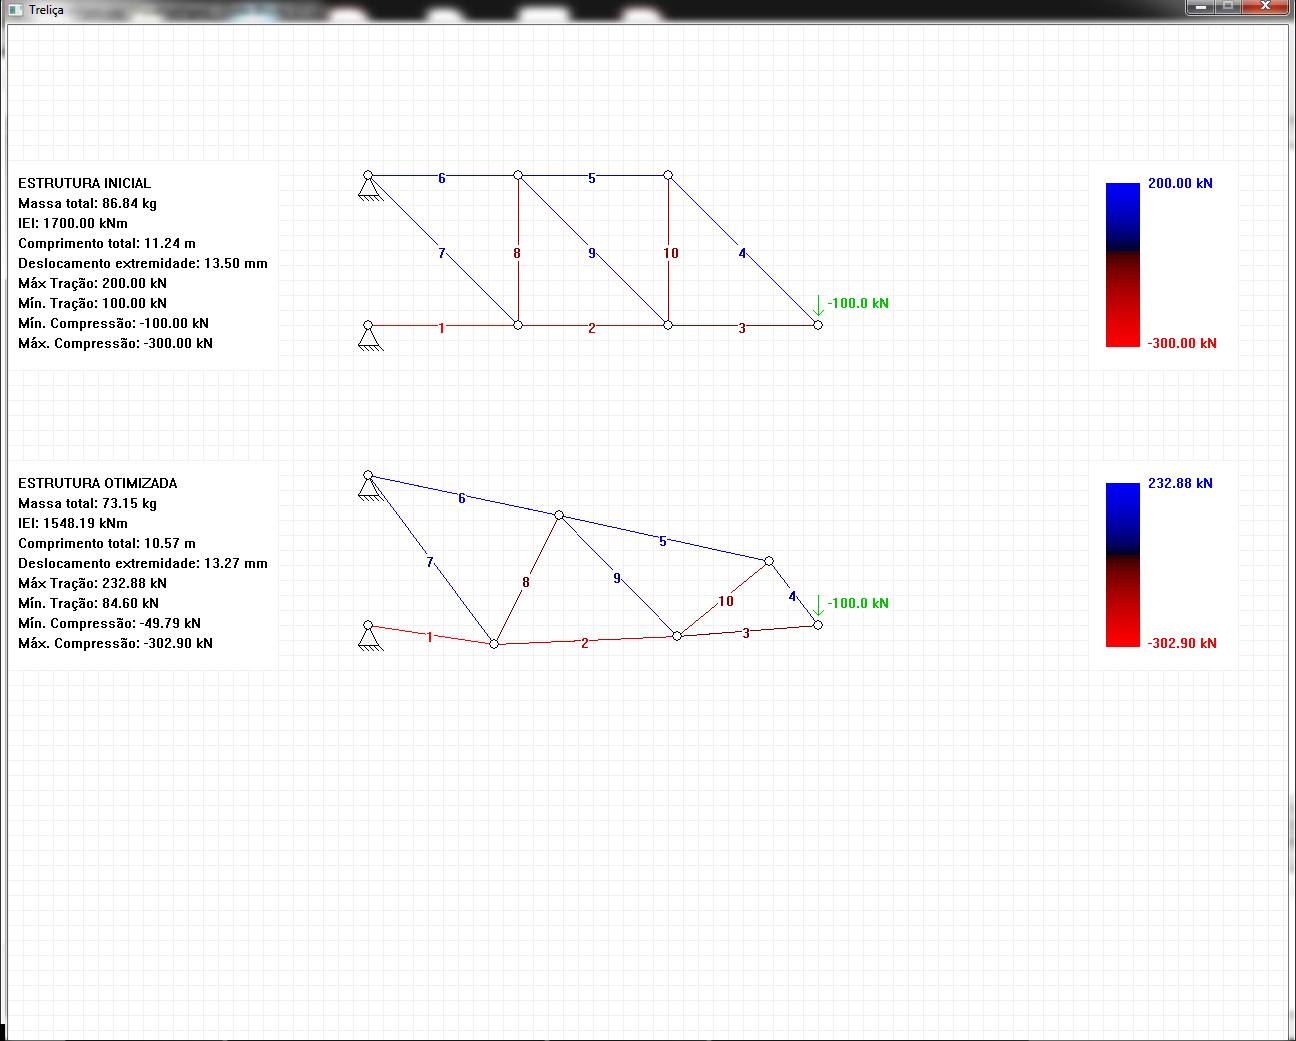 Treliça
ESTRUTURA INICIAL
Massa total: 86.84 kg
IEI: 1700.00 kNm
Comprimento total: 11.24 m
Deslocamento extremidade: 13.50 mm
Máx Tração: 200.00 kN
Mín. Tração: 100.00 kN
Mín. Compressão: -100.00 kN
Máx. Compressão: -300.00 kN
6 5
7 8 9 10 4
-100.0 kN
1 2 3
200.00 kN
-300.00 kN
ESTRUTURA OTIMIZADA
Massa total: 73.15 kg
IEI: 1548.19 kNm
Comprimento total: 10.57 m
Deslocamento extremidade: 13.27 mm
Máx Tração: 232.88 kN
Mín. Tração: 84.60 kN
Mín. Compressão: -49.79 kN
Máx. Compressão: -302.90 kN
6
5
7 8 9
10 4 -100.0 kN
1 2 3
232.88 kN
-302.90 kN